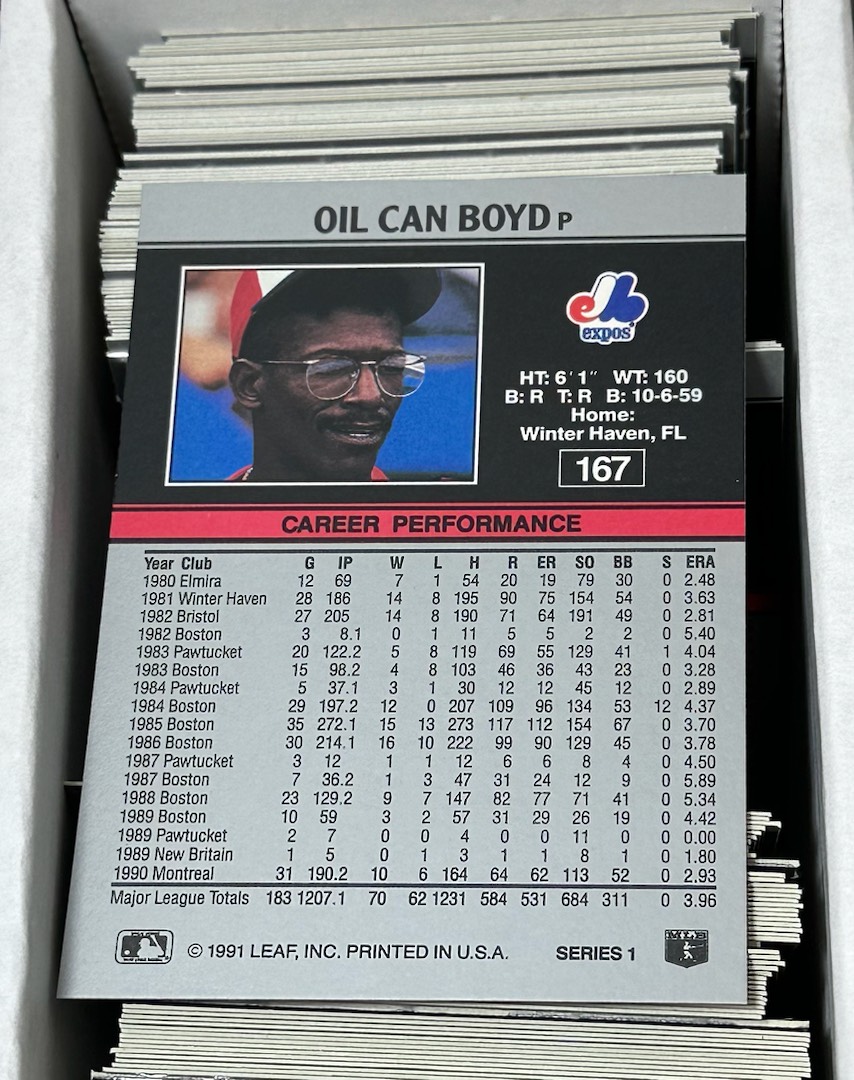 OIL CAN BOYD P
expos
HT: 6' 1" WT: 160
B: R T: R B: 10-6-59
Home:
Winter Haven, FL
167
CAREER PERFORMANCE
Year Club G IP W L H R ER SO BB S ERA
1980 Elmira 12 69 7 1 54 20 19 79 30 0 2.48
1981 Winter Haven 28 186 14 8 195 90 75 154 54 0 3.63
1982 Bristol 27 205 14 8 190 71 64 191 49 0 2.81
1982 Boston 3 8.1 0 1 11 5 5 2 2 0 5.40
1983 Pawtucket 20 122.2 5 8 119 69 55 129 41 1 4.04
1983 Boston 15 98.2 4 8 103 46 36 43 23 0 3.28
1984 Pawtucket 5 37.1 3 1 30 12 12 45 12 0 2.89
1984 Boston 29 197.2 12 0 207 109 96 134 53 12 4.37
1985 Boston 35 272.1 15 13 273 117 112 154 67 0 3.70
1986 Boston 30 214.1 16 10 222 99 90 129 45 0 3.78
1987 Pawtucket 3 12 1 1 12 6 6 8 4 0 4.50
1987 Boston 7 36.2 1 3 47 31 24 12 9 0 5.89
1988 Boston 23 129.2 9 7 147 82 77 71 41 0 5.34
1989 Boston 10 59 3 2 57 31 29 26 19 0 4.42
1989 Pawtucket 2 7 0 0 4 0 0 11 0 0 0.00
1989 New Britain 1 5 0 1 3 1 1 8 1 0 1.80
1990 Montreal 31 190.2 10 6 164 64 62 113 52 0 2.93
Major League Totals 183 1207.1 70 62 1231 584 531 684 311 0 3.96
© 1991 LEAF, INC. PRINTED IN U.S.A. SERIES 1 MLB